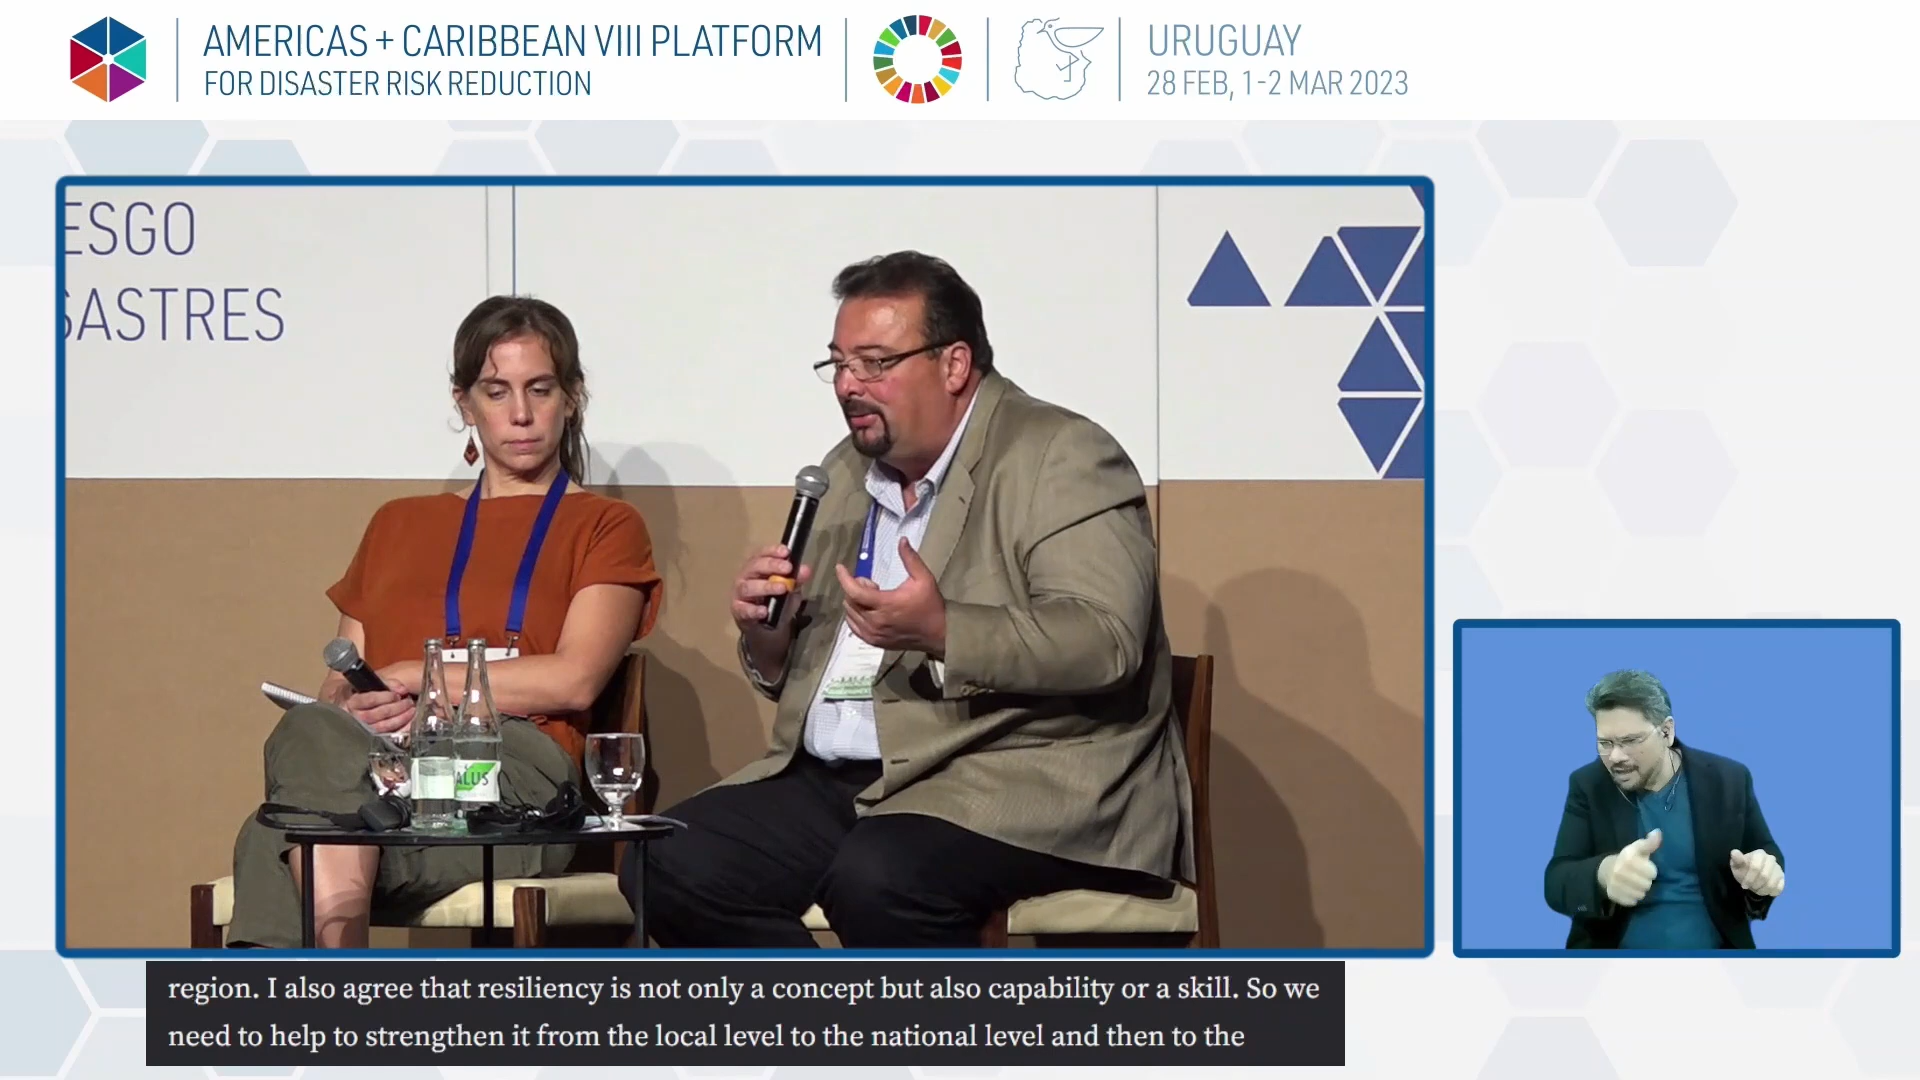 AMERICAS + CARIBBEAN VIII PLATFORM
FOR DISASTER RISK REDUCTION
URUGUAY
28 FEB, 1-2 MAR 2023
ESGO
SASTRES
ALUS
region. I also agree that resiliency is not only a concept but also capability or a skill. So we
need to help to strengthen it from the local level to the national level and then to the